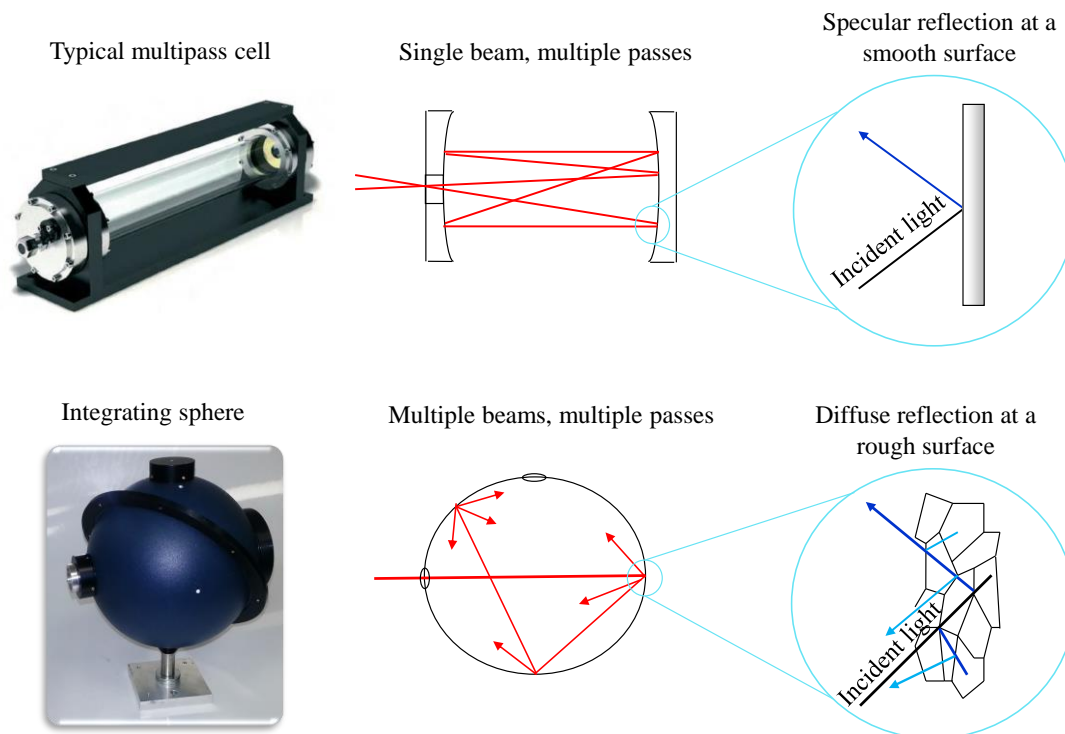 Typical multipass cell
Single beam, multiple passes
Specular reflection at a
smooth surface
Incident light
Integrating sphere
Multiple beams, multiple passes
Diffuse reflection at a
rough surface
Incident light